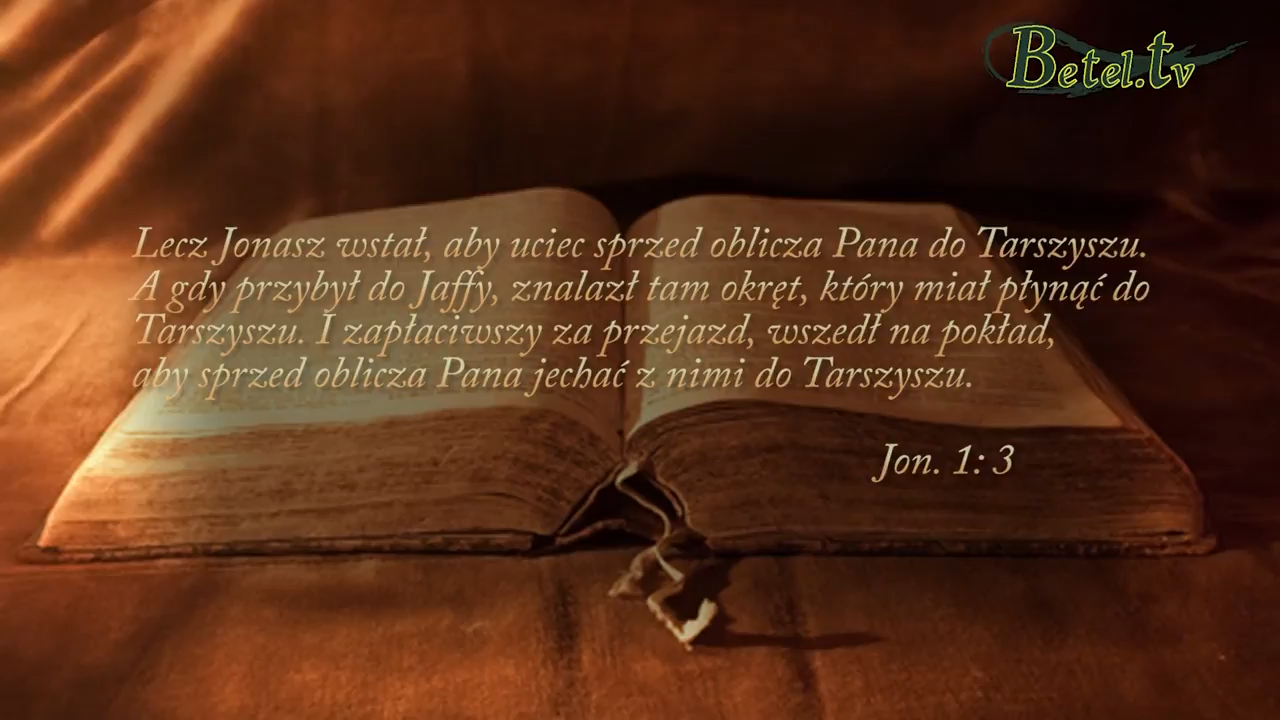 Betel.tv
Lecz Jonasz wstał, aby uciec sprzed oblicza Pana do Tarszyszu.
A gdy przybył do Jaffy, znalazł tam okręt, który miał płynąć do
Tarszyszu. I zapłaciwszy za przejazd, wszedł na pokład,
aby sprzed oblicza Pana jechać z nimi do Tarszyszu.
Jon. 1: 3